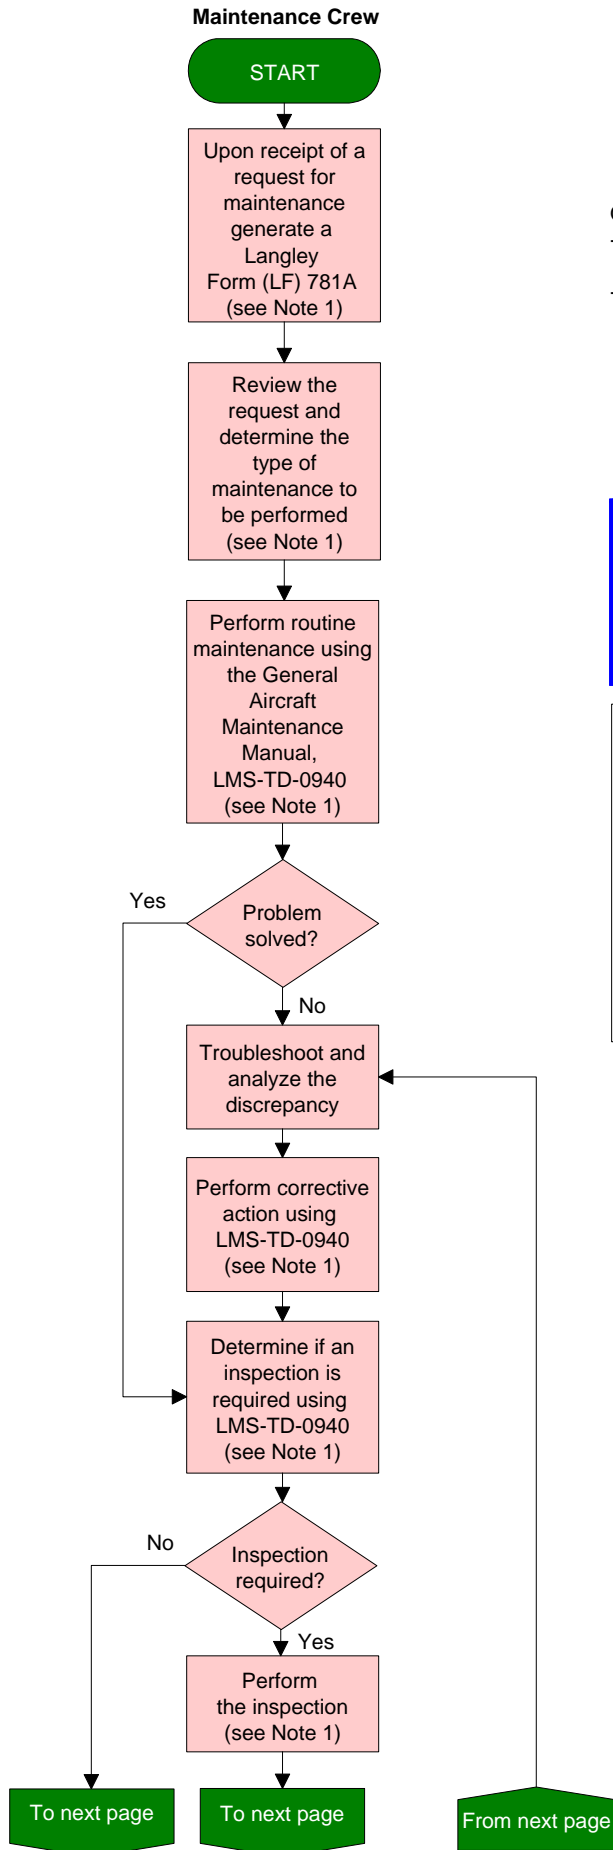 Maintenance Crew
START
Upon receipt of a
request for
maintenance
generate a
Langley
Form (LF) 781A
(see Note 1)
Review the
request and
determine the
type of
maintenance to
be performed
(see Note 1)
Perform routine
maintenance using
the General
Aircraft
Maintenance
Manual,
LMS-TD-0940
(see Note 1)
Yes
Problem
solved?
No
Troubleshoot and
analyze the
discrepancy
Perform corrective
action using
LMS-TD-0940
(see Note 1)
Determine if an
inspection is
required using
LMS-TD-0940
(see Note 1)
No
Inspection
required?
Yes
Perform
the inspection
(see Note 1)
To next page
To next page
From next page